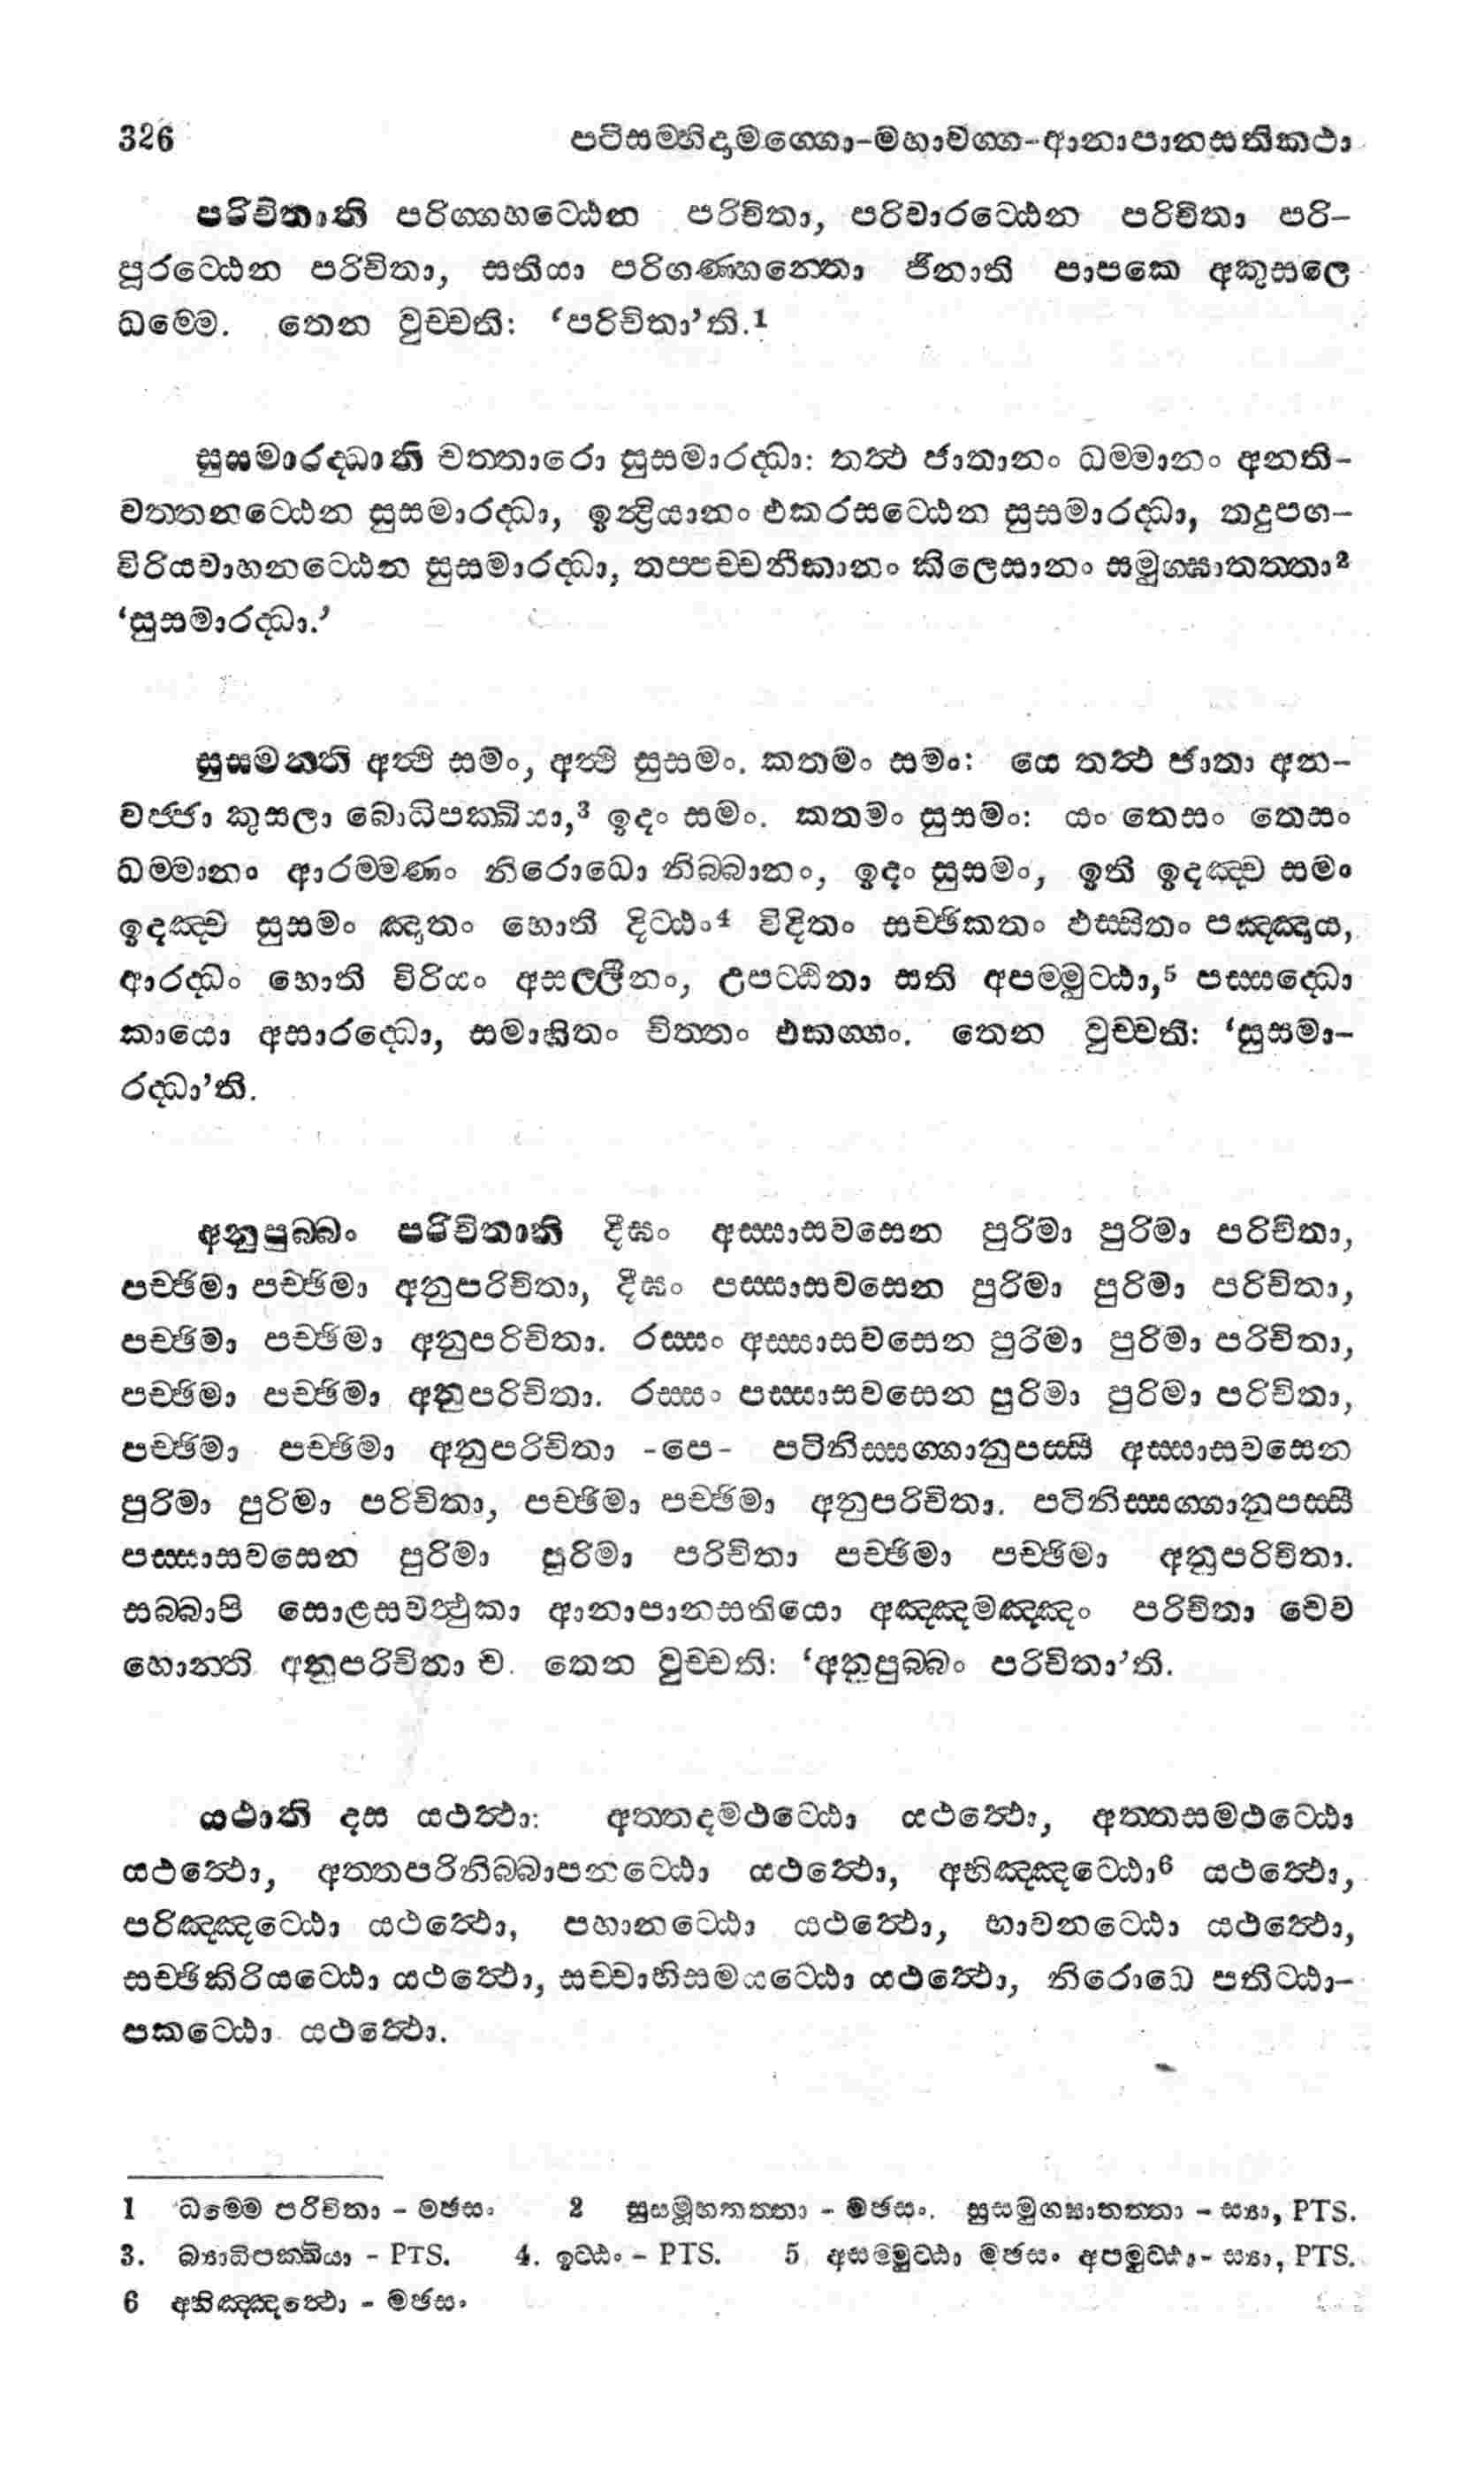 326 පටිසම්භිදාමග්ගො-මහාවග්ග-ආනාපානසතිකථා
පරිචිතාති පරිග්ගහට්ඨෙන පරිචිතා, පරිවාරට්ඨෙන පරිචිතා පරි-
පූරට්ඨෙන පරිචිතා, සතියා පරිගණ්හන්තො ජිනාති පාපකෙ අකුසලෙ
ධම්මෙ. තෙන වුච්චති: ‘පරිචිතා’ති.1
සුසමාරද්ධාති චත්තාරො සුසමාරද්ධා: තත්ථ ජාතානං ධම්මානං අනති-
වත්තනට්ඨෙන සුසමාරද්ධා, ඉන්ද්‍රියානං එකරසට්ඨෙන සුසමාරද්ධා, තදුපග-
විරියවාහනට්ඨෙන සුසමාරද්ධා, තප්පච්චනීකානං කිලෙසානං සමූග්ඝාතත්තා2
‘සුසමාරද්ධා.’
සුසමන්ති අත්ථි සමං, අත්ථි සුසමං. කතමං සමං: යෙ තත්ථ ජාතා අන-
වජ්ජා කුසලා බොධිපක්ඛියා,3 ඉදං සමං. කතමං සුසමං: යං තෙසං තෙසං
ධම්මානං ආරම්මණං නිරොධො නිබ්බානං, ඉදං සුසමං, ඉති ඉදඤ්ච සමං
ඉදඤ්ච සුසමං ඤාතං හොති දිට්ඨං4 විදිතං සච්ඡිකතං ඵස්සිතං පඤ්ඤාය,
ආරද්ධං හොති විරියං අසල්ලීනං, උපට්ඨිතා සති අපම්මුට්ඨා,5 පස්සද්ධො
කායො අසාරද්ධො, සමාහිතං චිත්තං එකග්ගං. තෙන වුච්චති: ‘සුසමා-
රද්ධා’ති.
අනුපුබ්බං පරිචිතාති දීඝං අස්සාසවසෙන පුරිමා පුරිමා පරිචිතා,
පච්ඡිමා පච්ඡිමා අනුපරිචිතා, දීඝං පස්සාසවසෙන පුරිමා පුරිමා පරිචිතා,
පච්ඡිමා පච්ඡිමා අනුපරිචිතා. රස්සං අස්සාසවසෙන පුරිමා පුරිමා පරිචිතා,
පච්ඡිමා පච්ඡිමා අනුපරිචිතා. රස්සං පස්සාසවසෙන පුරිමා පුරිමා පරිචිතා,
පච්ඡිමා පච්ඡිමා අනුපරිචිතා -පෙ- පටිනිස්සග්ගානුපස්සී අස්සාසවසෙන
පුරිමා පුරිමා පරිචිතා, පච්ඡිමා පච්ඡිමා අනුපරිචිතා. පටිනිස්සග්ගානුපස්සී
පස්සාසවසෙන පුරිමා පුරිමා පරිචිතා පච්ඡිමා පච්ඡිමා අනුපරිචිතා.
සබ්බාපි සොළසවත්ථුකා ආනාපානසතියො අඤ්ඤමඤ්ඤං පරිචිතා චෙව
හොන්ති අනුපරිචිතා ච. තෙන වුච්චති: ‘අනුපුබ්බං පරිචිතා’ති.
යථාති දස යථත්ථා: අත්තදමථට්ඨො යථත්ථො, අත්තසමථට්ඨො
යථත්ථො, අත්තපරිනිබ්බාපනට්ඨො යථත්ථො, අභිඤ්ඤට්ඨො6 යථත්ථො,
පරිඤ්ඤට්ඨො යථත්ථො, පහානට්ඨො යථත්ථො, භාවනට්ඨො යථත්ථො,
සච්ඡිකිරියට්ඨො යථත්ථො, සච්චාභිසමයට්ඨො යථත්ථො, නිරොධෙ පතිට්ඨා-
පකට්ඨො යථත්ථො.
1 ධම්මෙ පරිචිතා - මඡසං 2 සුසමූහතත්තා - මඡසං. සුසමුග්ඝාතත්තා - ස්‍යා, PTS.
3. බ්‍යාධිපක්ඛියා - PTS. 4. ඉට්ඨං - PTS. 5 අසම්මුට්ඨා මඡසං අපමුට්ඨා- ස්‍යා, PTS.
6 අභිඤ්ඤත්ථො - මඡසං